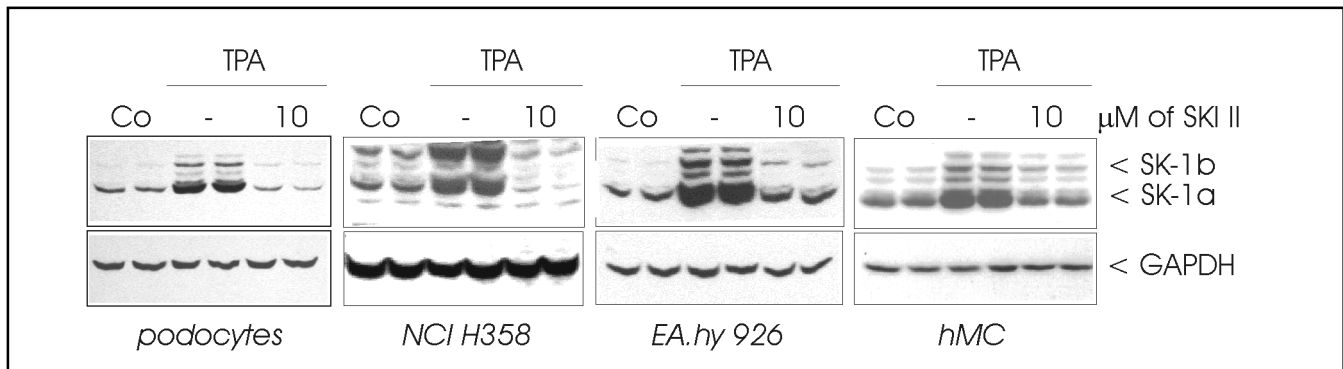 TPA TPA TPA TPA
Co - 10 Co - 10 Co - 10 Co - 10 μM of SKI II
< SK-1b
< SK-1a
< GAPDH
podocytes NCI H358 EA.hy 926 hMC